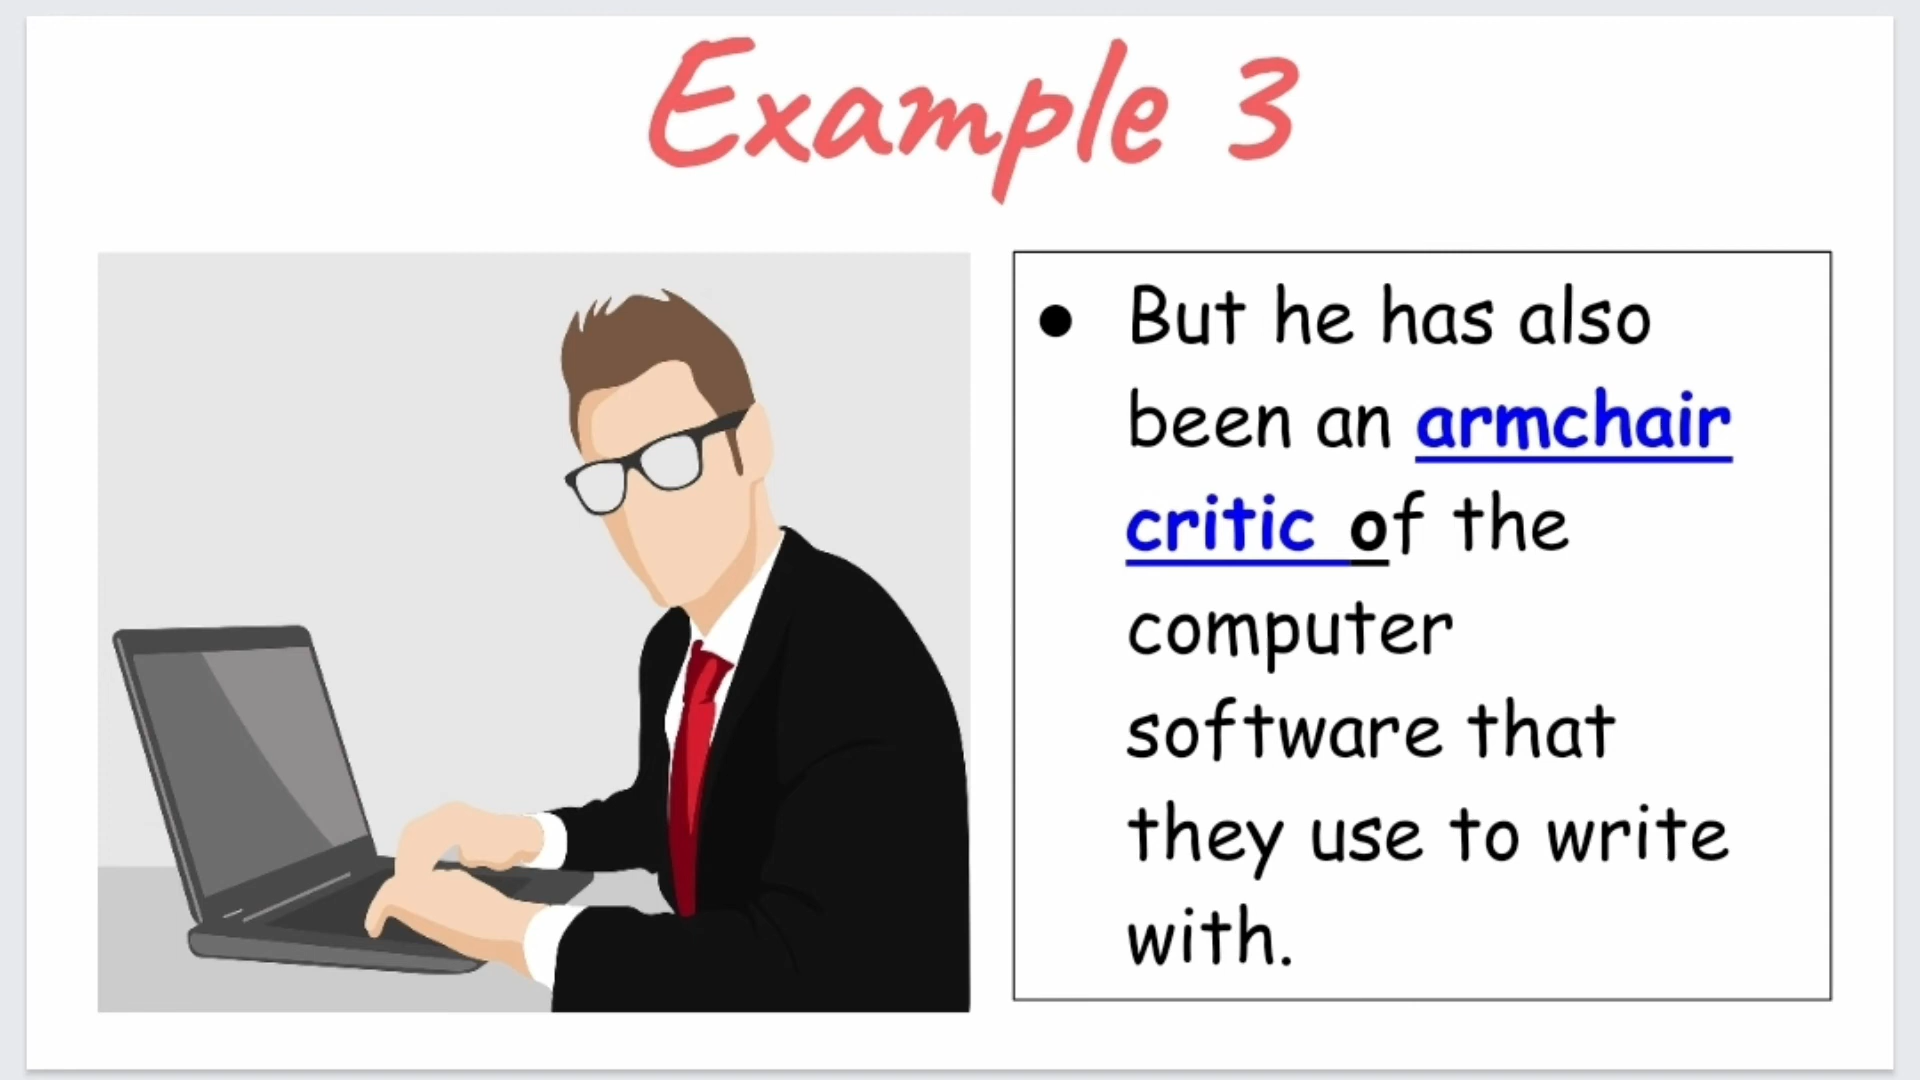 Example 3
● But he has also
been an armchair
critic of the
computer
software that
they use to write
with.